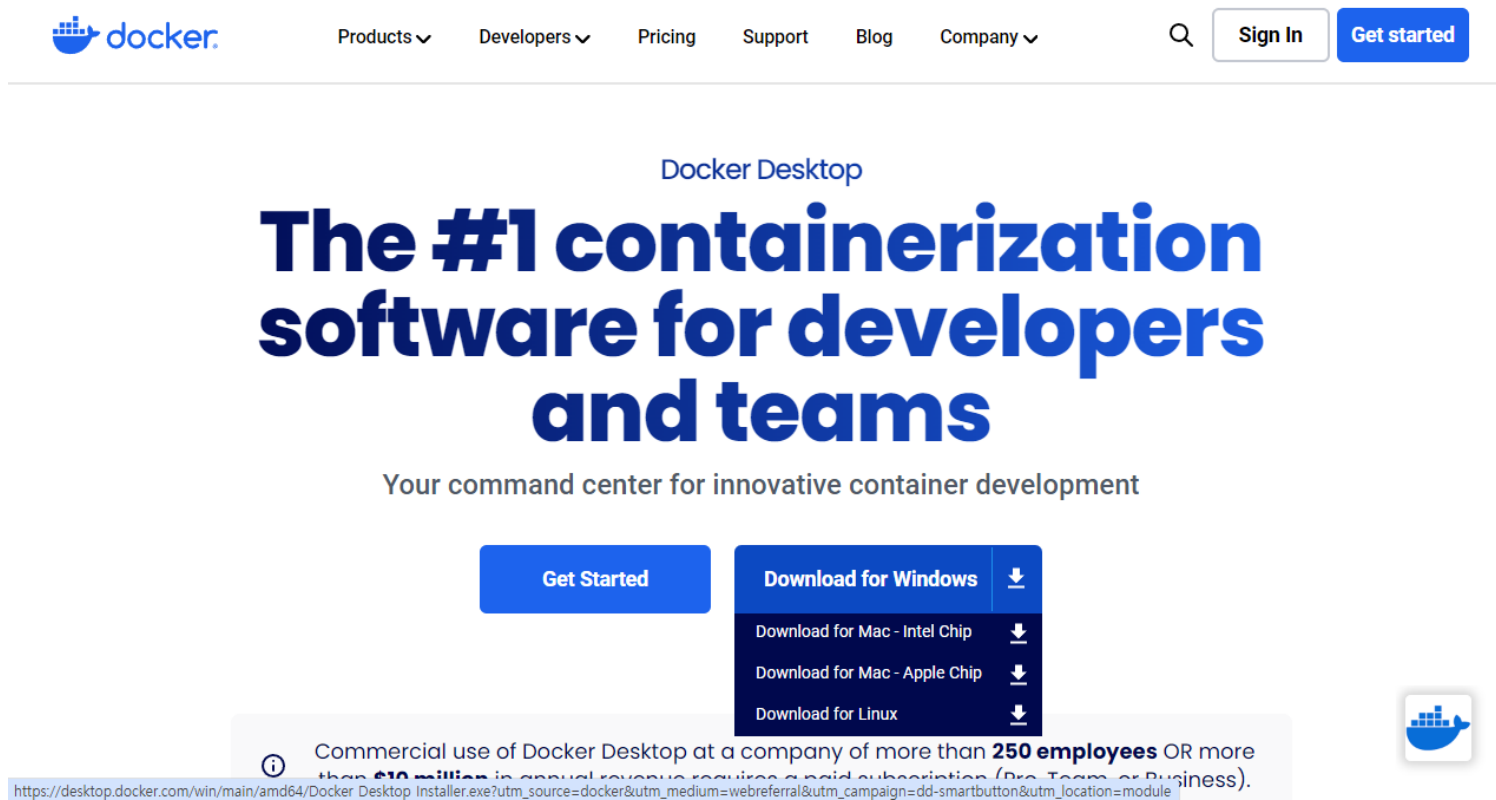 docker
Products Developers Pricing Support Blog Company Sign In Get started
Docker Desktop
The #1 containerization
software for developers
and teams
Your command center for innovative container development
Get Started Download for Windows
Download for Mac - Intel Chip
Download for Mac - Apple Chip
Download for Linux
Commercial use of Docker Desktop at a company of more than 250 employees OR more
than $10 million in annual revenue requires a paid subscription (Pro, Team, or Business).
https://desktop.docker.com/win/main/amd64/Docker Desktop Installer.exe?utm_source=docker&utm_medium=webreferral&utm_campaign=dd-smartbutton&utm_location=module